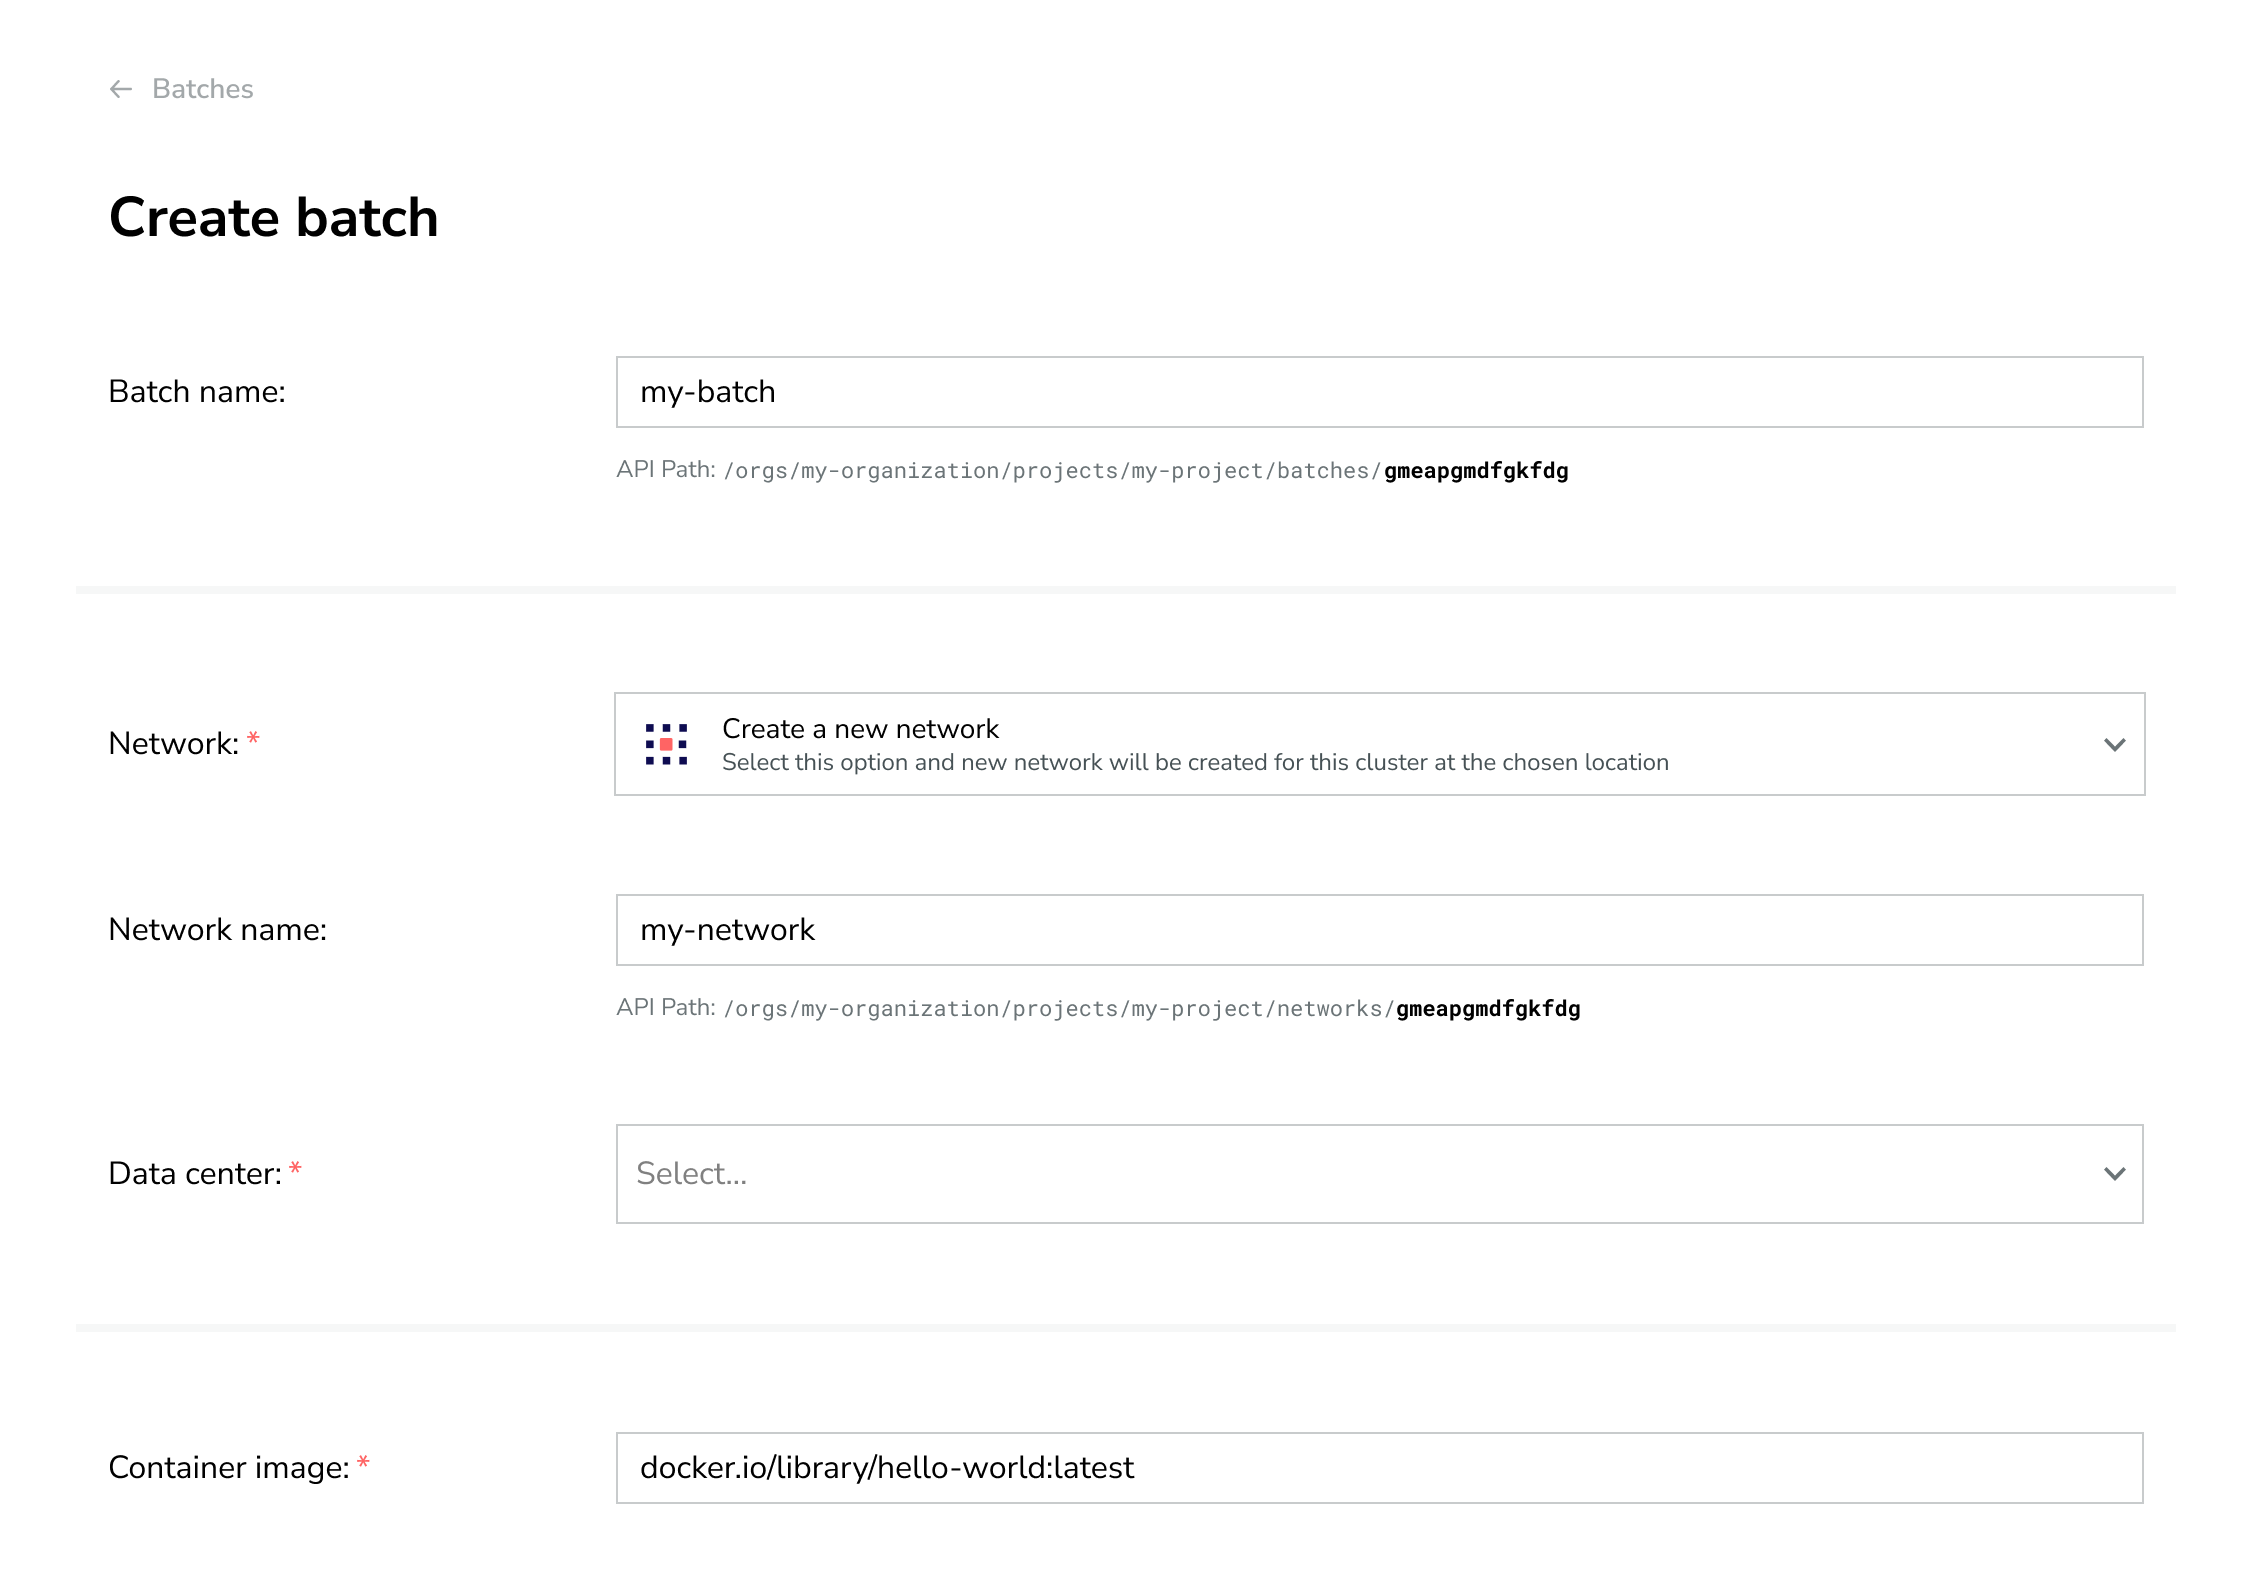 ← Batches
Create batch
Batch name:
my-batch
API Path: /orgs/my-organization/projects/my-project/batches/gmeapgmdfgkfdg
Network: *
Create a new network
Select this option and new network will be created for this cluster at the chosen location
Network name:
my-network
API Path: /orgs/my-organization/projects/my-project/networks/gmeapgmdfgkfdg
Data center: *
Select...
Container image: *
docker.io/library/hello-world:latest